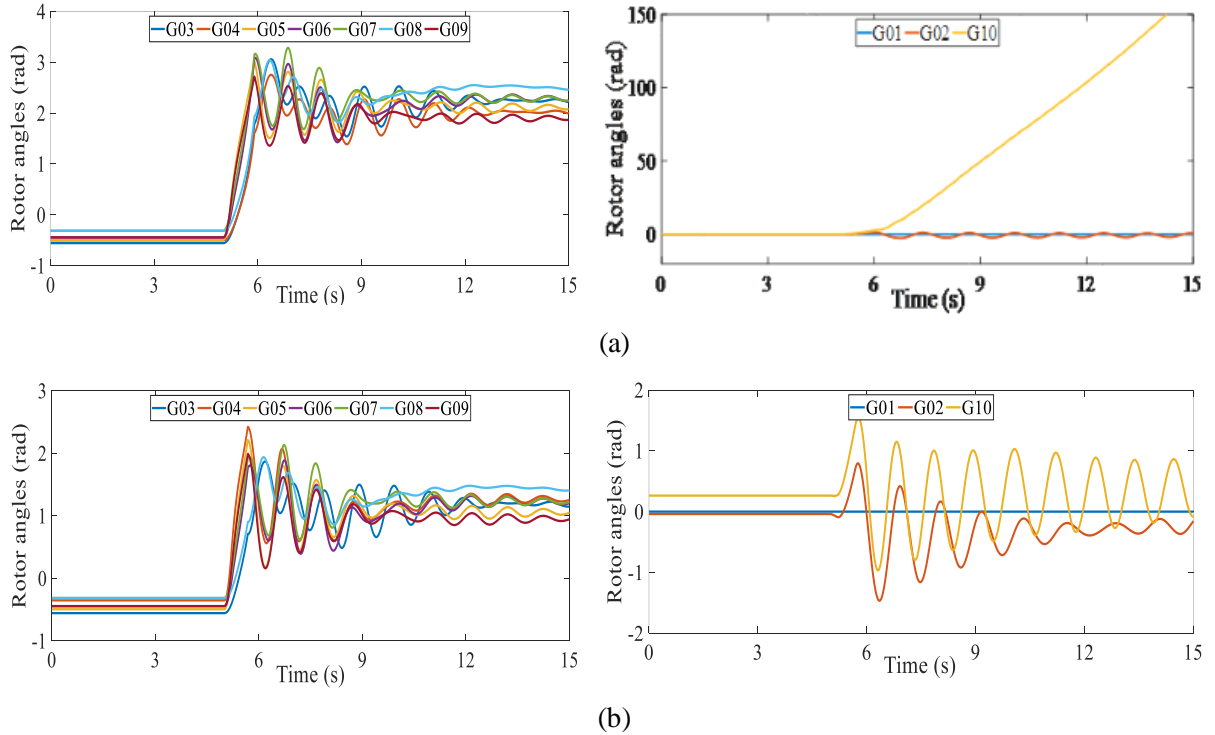 G03 G04 G05 G06 G07 G08 G09
Rotor angles (rad)
4
3
2
1
0
-1
0 3 6 9 12 15
Time (s)
G01 G02 G10
Rotor angles (rad)
150
100
50
0
0 3 6 9 12 15
Time (s)
(a)
G03 G04 G05 G06 G07 G08 G09
Rotor angles (rad)
3
2
1
0
-1
0 3 6 9 12 15
Time (s)
G01 G02 G10
Rotor angles (rad)
2
1
0
-1
-2
0 3 6 9 12 15
Time (s)
(b)